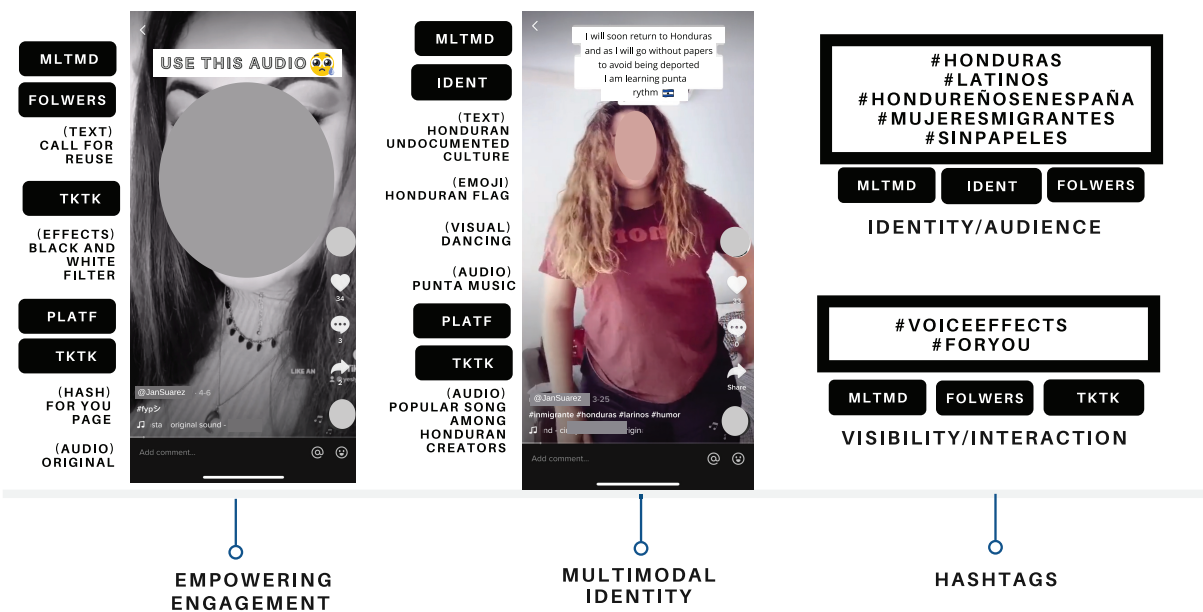 MLTMD
FOLWERS
(TEXT)
CALL FOR
REUSE
TKTK
(EFFECTS)
BLACK AND
WHITE
FILTER
PLATF
TKTK
(HASH)
FOR YOU
PAGE
(AUDIO)
ORIGINAL
USE THIS AUDIO
34
3
2
LIKE AN
@JanSuarez · 4-6
#fypシ
sta original sound -
Add comment...
MLTMD
IDENT
(TEXT)
HONDURAN
UNDOCUMENTED
CULTURE
(EMOJI)
HONDURAN FLAG
(VISUAL)
DANCING
(AUDIO)
PUNTA MUSIC
PLATF
TKTK
(AUDIO)
POPULAR SONG
AMONG
HONDURAN
CREATORS
I will soon return to Honduras
and as I will go without papers
to avoid being deported
I am learning punta
rythm
0
Share
@JanSuarez 3-25
#inmigrante #honduras #larinos #humor
Add comment...
#HONDURAS
#LATINOS
#HONDUREÑOSENESPAÑA
#MUJERESMIGRANTES
#SINPAPELES
MLTMD IDENT FOLWERS
IDENTITY/AUDIENCE
#VOICEEFFECTS
#FORYOU
MLTMD FOLWERS TKTK
VISIBILITY/INTERACTION
EMPOWERING
ENGAGEMENT
MULTIMODAL
IDENTITY
HASHTAGS